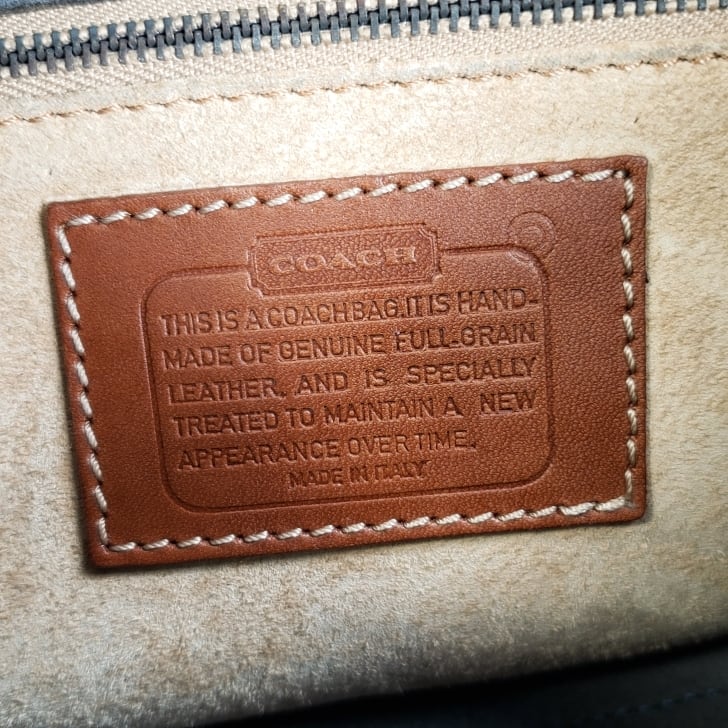 COACH
THIS IS A COACH BAG. IT IS HAND-
MADE OF GENUINE FULL-GRAIN
LEATHER, AND IS SPECIALLY
TREATED TO MAINTAIN A NEW
APPEARANCE OVER TIME.
MADE IN ITALY